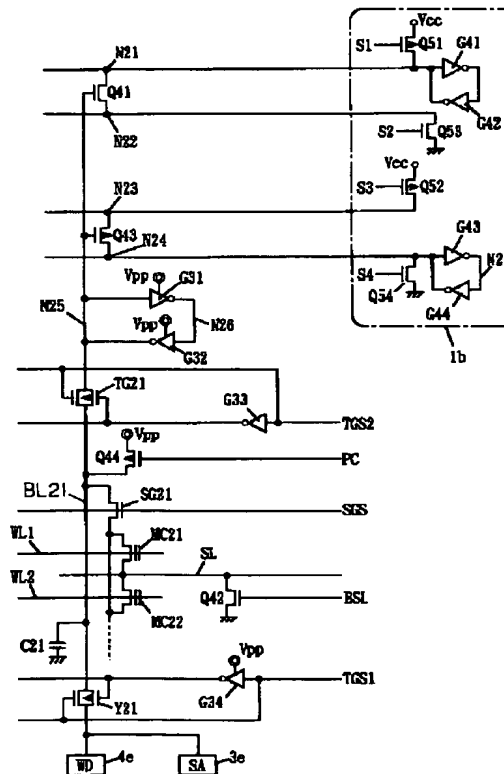 Vcc
N21
S1
Q51
G41
Q41
G42
N22
S2
Q53
Vcc
N23
S3
Q52
Q43
N24
G43
Vpp
G31
S4
Q54
N2
N25
G44
Vpp
N26
G32
1b
TG21
G33
Vpp
TGS2
Q44
PC
BL21
SG21
SGS
WL1
MC21
SL
WL2
Q42
BSL
MC22
C21
Vpp
TGS1
G34
Y21
WD
4e
SA
3e